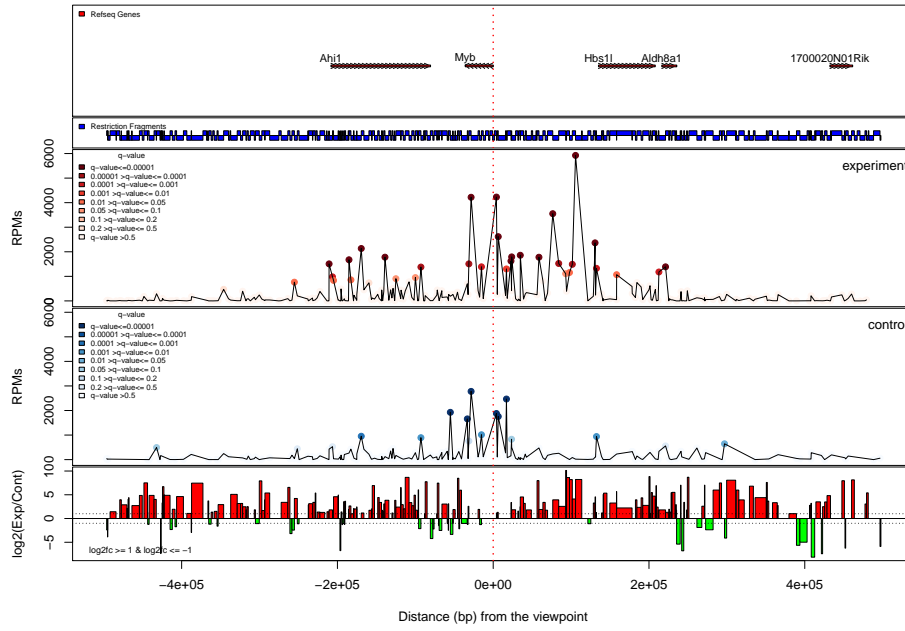 Refseq Genes
Ahi1
Myb
Hbs1l
Aldh8a1
1700020N01Rik
Restriction Fragments
6000
4000
2000
0
RPMs
experiment
q−value
q−value<=0.00001
0.00001 >q−value<= 0.0001
0.0001 >q−value<= 0.001
0.001 >q−value<= 0.01
0.01 >q−value<= 0.05
0.05 >q−value<= 0.1
0.1 >q−value<= 0.2
0.2 >q−value<= 0.5
q−value >0.5
6000
4000
2000
0
RPMs
contro
q−value
q−value<=0.00001
0.00001 >q−value<= 0.0001
0.0001 >q−value<= 0.001
0.001 >q−value<= 0.01
0.01 >q−value<= 0.05
0.05 >q−value<= 0.1
0.1 >q−value<= 0.2
0.2 >q−value<= 0.5
q−value >0.5
10
5
0
−5
log2(Exp/Cont)
log2fc >= 1 & log2fc <= −1
−4e+05 −2e+05 0e+00 2e+05 4e+05
Distance (bp) from the viewpoint